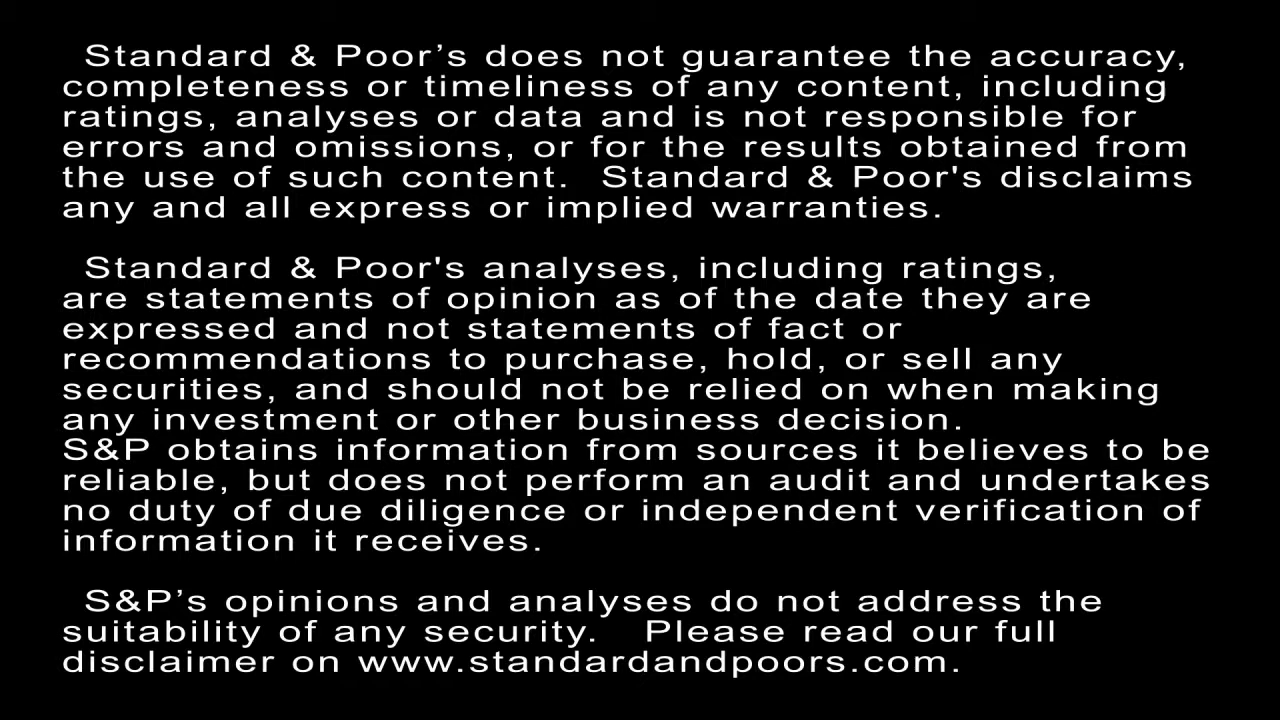 Standard & Poor’s does not guarantee the accuracy,
completeness or timeliness of any content, including
ratings, analyses or data and is not responsible for
errors and omissions, or for the results obtained from
the use of such content.  Standard & Poor's disclaims
any and all express or implied warranties.
Standard & Poor's analyses, including ratings,
are statements of opinion as of the date they are
expressed and not statements of fact or
recommendations to purchase, hold, or sell any
securities, and should not be relied on when making
any investment or other business decision.
S&P obtains information from sources it believes to be
reliable, but does not perform an audit and undertakes
no duty of due diligence or independent verification of
information it receives.
S&P’s opinions and analyses do not address the
suitability of any security.   Please read our full
disclaimer on www.standardandpoors.com.